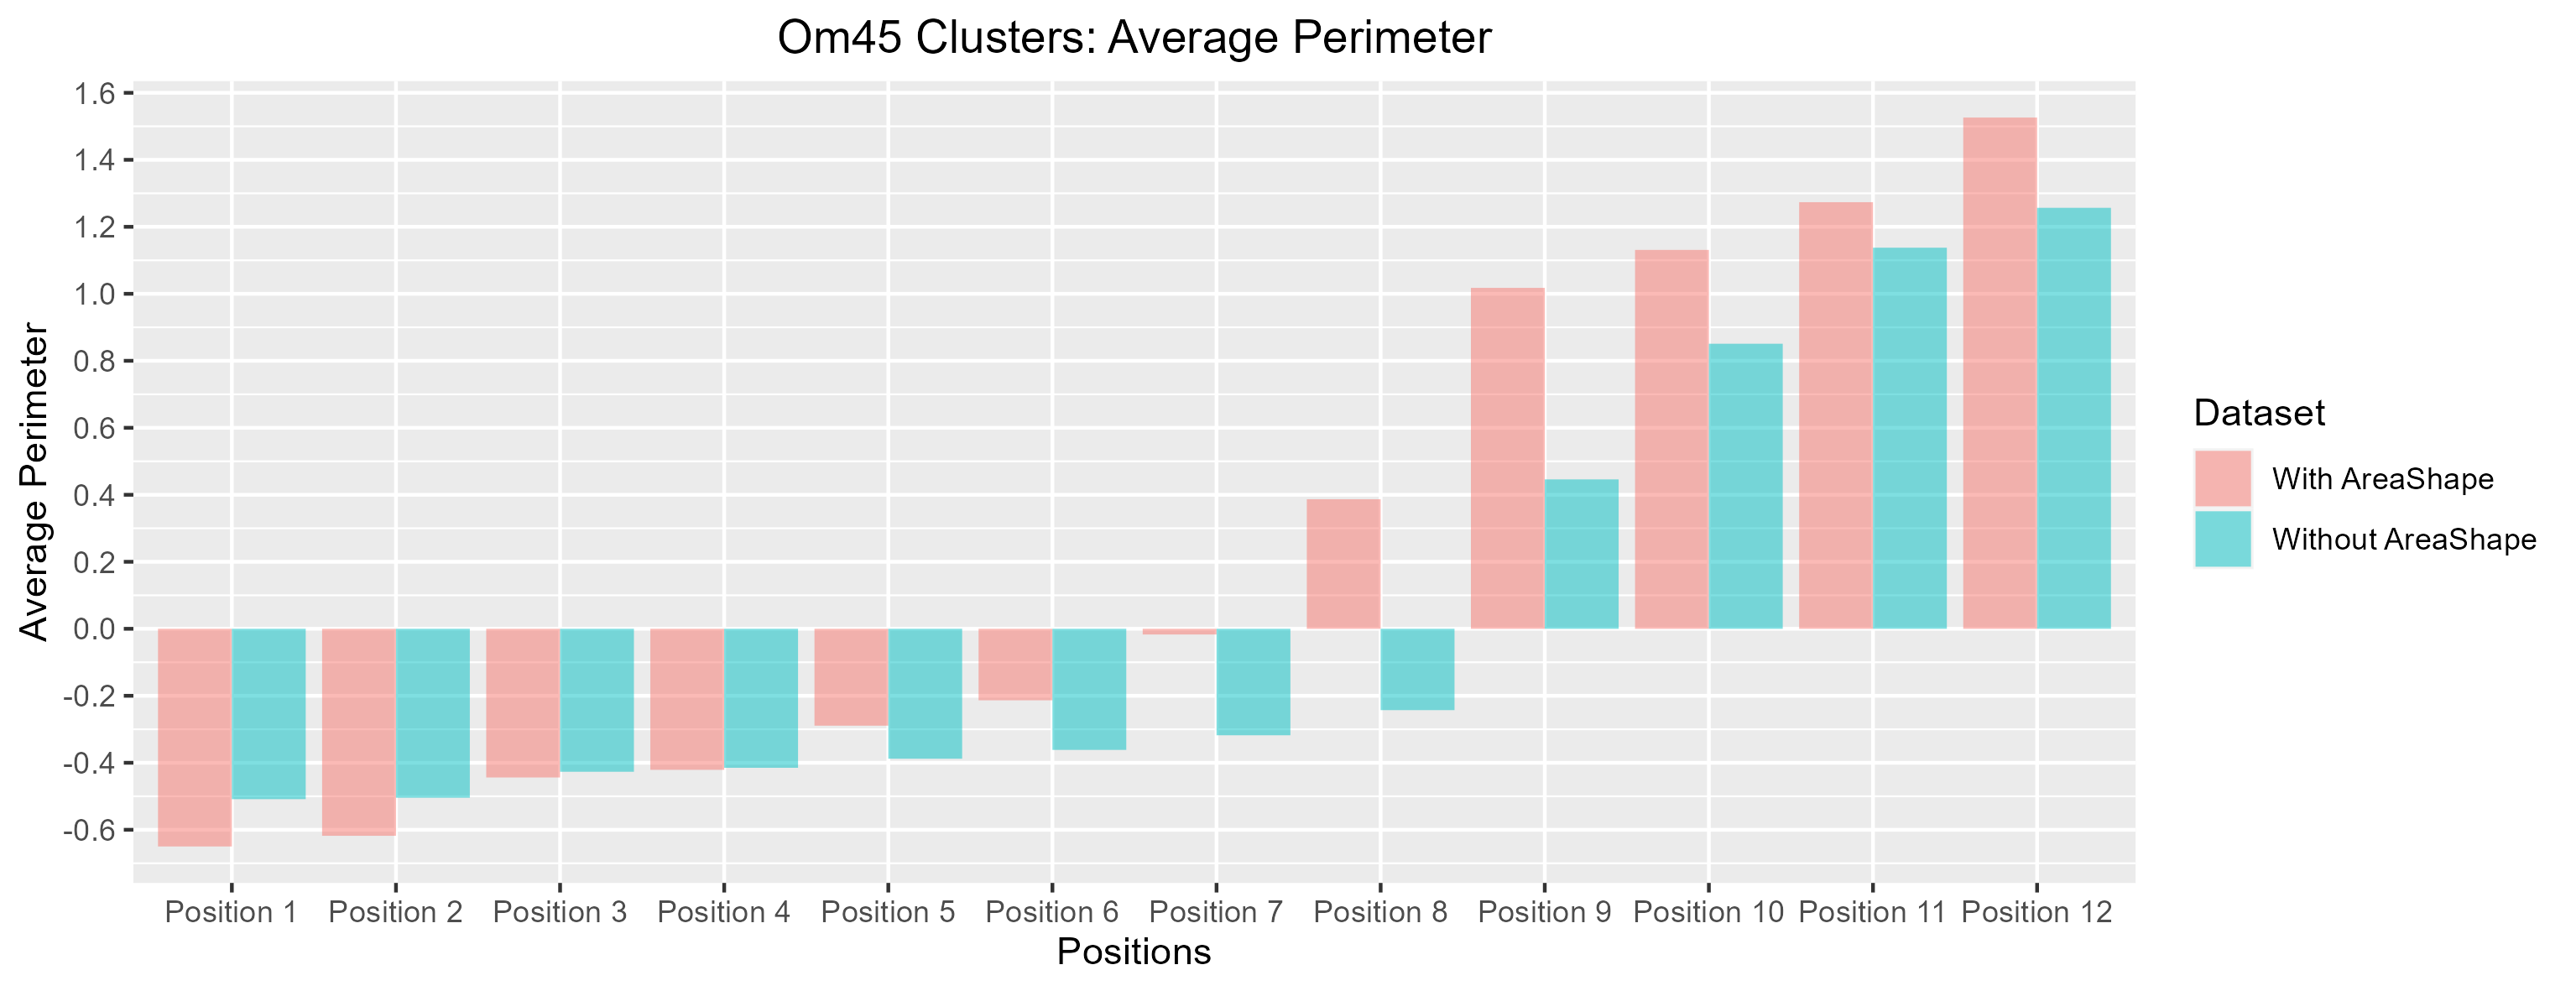 Om45 Clusters: Average Perimeter
Average Perimeter
1.6
1.4
1.2
1.0
0.8
0.6
0.4
0.2
0.0
-0.2
-0.4
-0.6
Position 1 Position 2 Position 3 Position 4 Position 5 Position 6 Position 7 Position 8 Position 9 Position 10 Position 11 Position 12
Positions
Dataset
With AreaShape
Without AreaShape